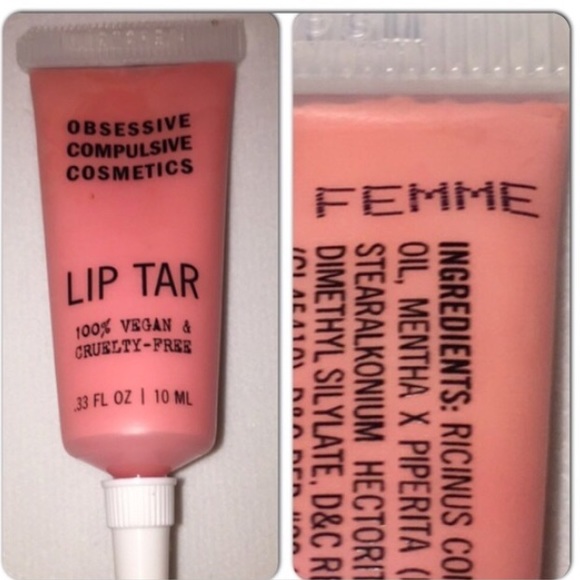 OBSESSIVE
COMPULSIVE
COSMETICS
LIP TAR
100% VEGAN &
CRUELTY-FREE
.33 FL OZ | 10 ML
FEMME
INGREDIENTS: RICINUS CO
OIL, MENTHA X PIPERITA (
STEARALKONIUM HECTORI
DIMETHYL SILYLATE, D&C R